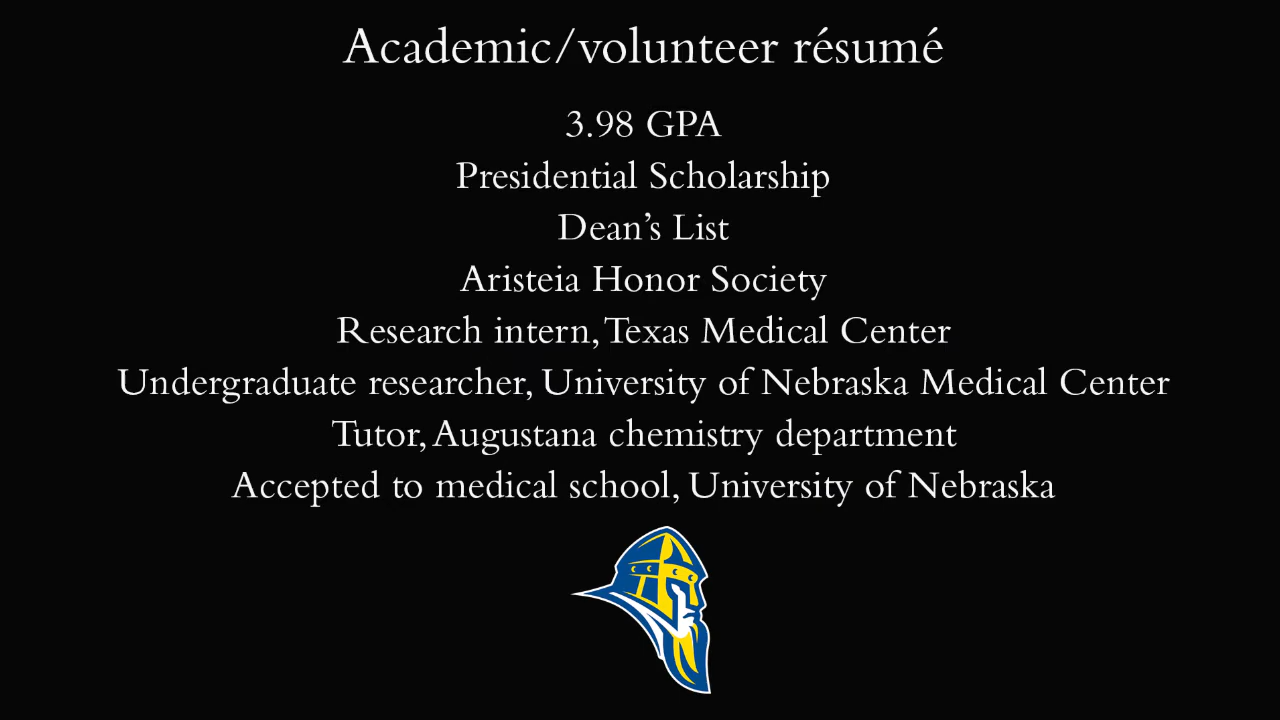 Academic/volunteer résumé
3.98 GPA
Presidential Scholarship
Dean’s List
Aristeia Honor Society
Research intern, Texas Medical Center
Undergraduate researcher, University of Nebraska Medical Center
Tutor, Augustana chemistry department
Accepted to medical school, University of Nebraska